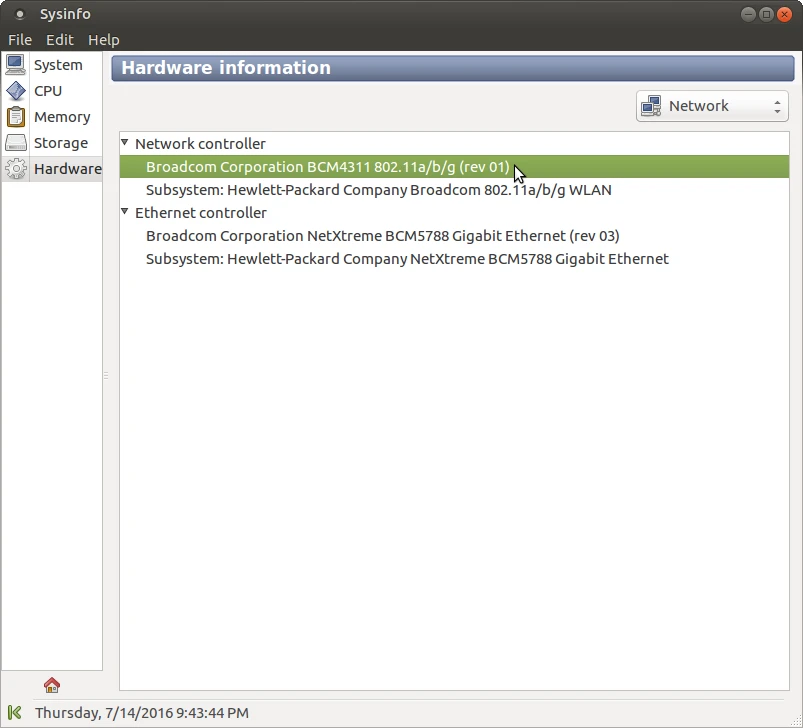 Sysinfo
File Edit Help
System
CPU
Memory
Storage
Hardware
Hardware information
Network
Network controller
Broadcom Corporation BCM4311 802.11a/b/g (rev 01)
Subsystem: Hewlett-Packard Company Broadcom 802.11a/b/g WLAN
Ethernet controller
Broadcom Corporation NetXtreme BCM5788 Gigabit Ethernet (rev 03)
Subsystem: Hewlett-Packard Company NetXtreme BCM5788 Gigabit Ethernet
Thursday, 7/14/2016 9:43:44 PM